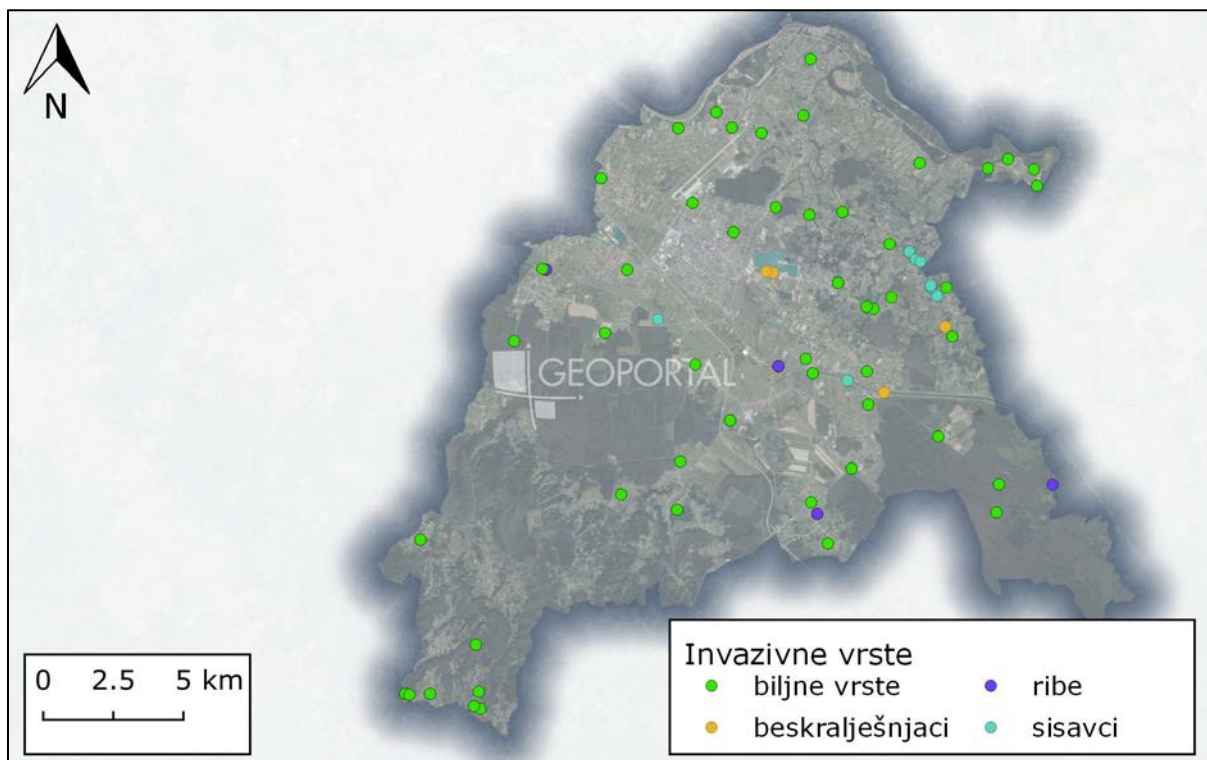 N
GEOPORTAL
0 2.5 5 km
Invazivne vrste
biljne vrste
ribe
beskralješnjaci
sisavci